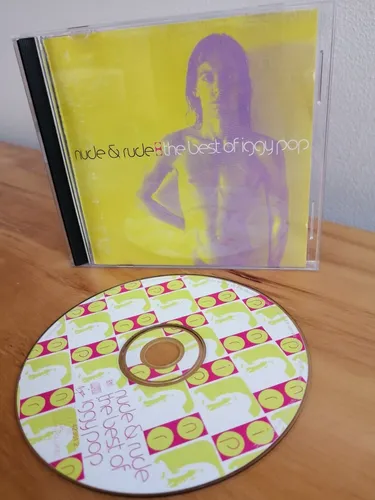 nude & rude: the best of iggy pop
nude & rude
the best of
iggy pop